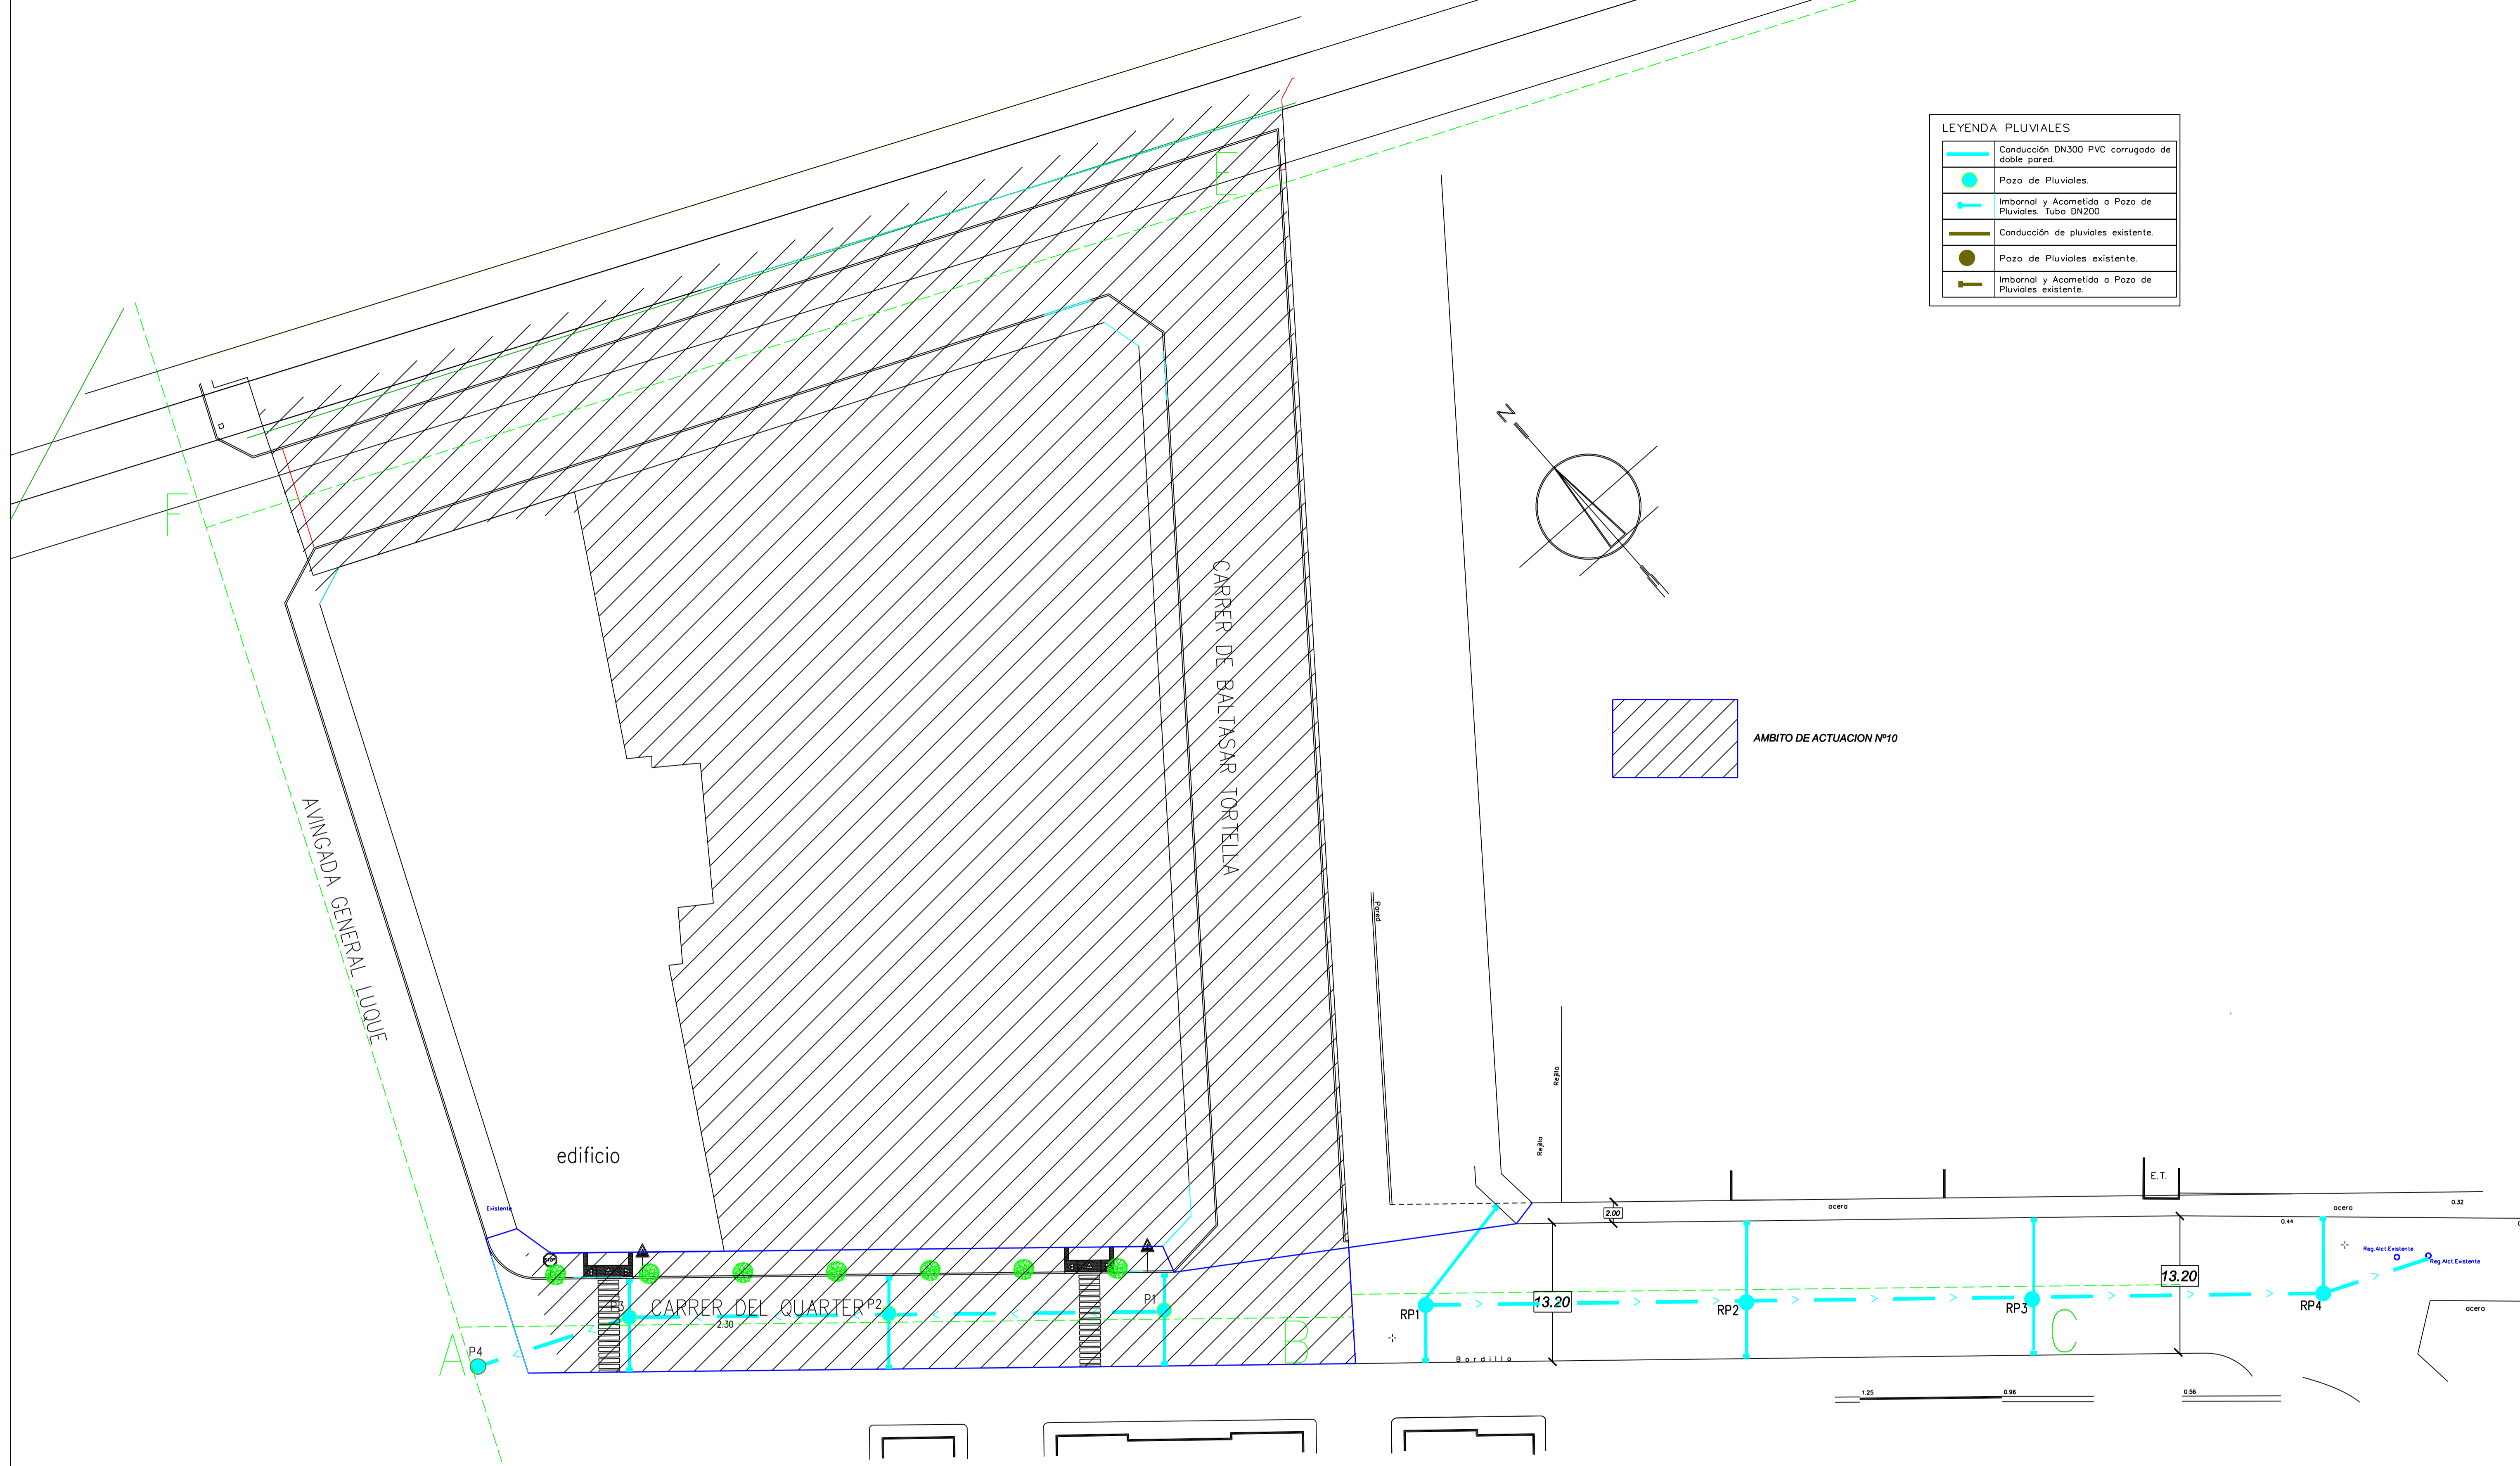 LEYENDA PLUVIALES
Conducción DN300 PVC corrugado de
doble pared.
Pozo de Pluviales.
Imbornal y Acometida a Pozo de
Pluviales. Tubo DN200
Conducción de pluviales existente.
Pozo de Pluviales existente.
Imbornal y Acometida a Pozo de
Pluviales existente.
E
F
N
CARRER DE BALTASAR TORTELLA
AMBITO DE ACTUACION Nº10
AVINGADA GENERAL LUQUE
Pared
Rejilla
Rejilla
edificio
Existente
E.T.
acera
acera
0.32
2.00
0.44
Reg.Alct.Existente
Reg.Alct.Existente
STOP
13.20
13.20
P3
CARRER DEL QUARTER
P2
P1
2.30
RP1
RP2
RP3
RP4
acera
P4
A
B
C
Bordillo
1.25
0.96
0.56